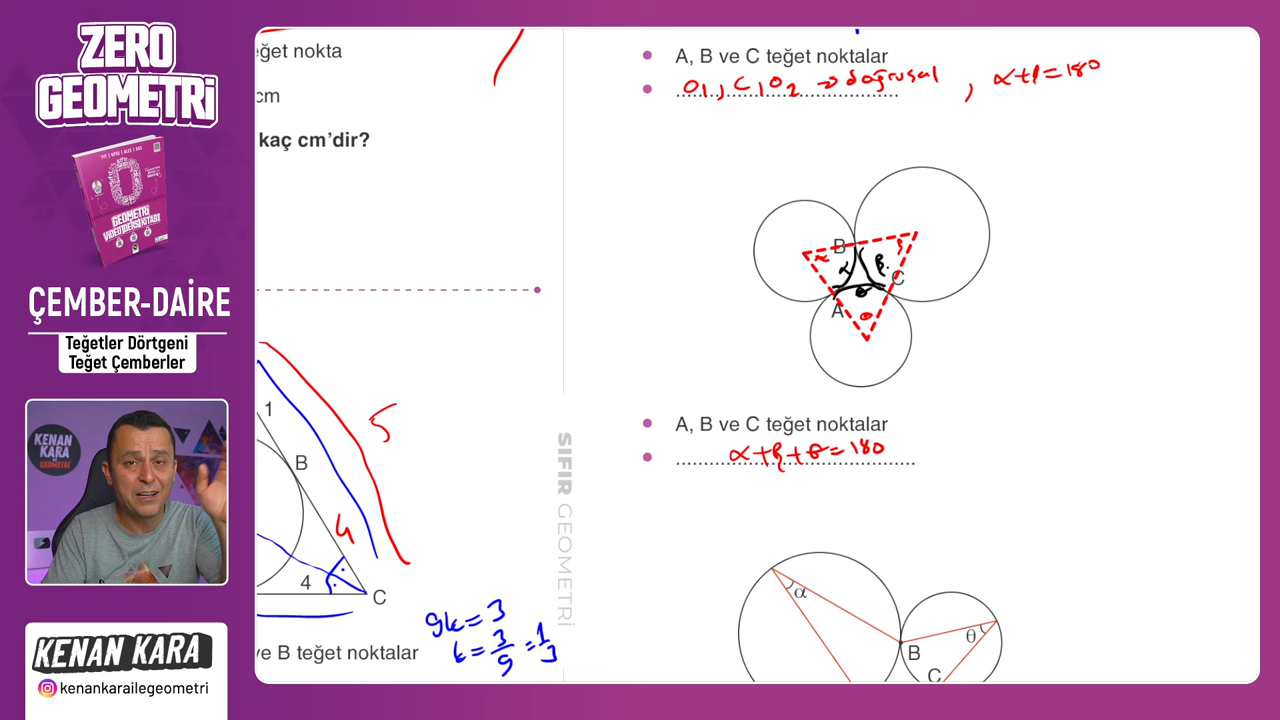 ZERO
GEOMETRİ
GEOMETRİ
VİDEO DERS KİTABI
ÇEMBER-DAİRE
Teğetler Dörtgeni
Teğet Çemberler
KENAN
KARA
GEOMETRİ
KENAN KARA
kenankarailegeometri
eğet nokta
cm
kaç cm'dir?
1
5
B
4
4
C
9k = 3
k = 3/9 = 1/3
ve B teğet noktalar
SIFIR GEOMETRİ
A, B ve C teğet noktalar
O1, C, O2 → doğrusal , α+β=180
B
α
β
α
β
C
θ
A
θ
A, B ve C teğet noktalar
α+β+θ=180
α
θ
B
C